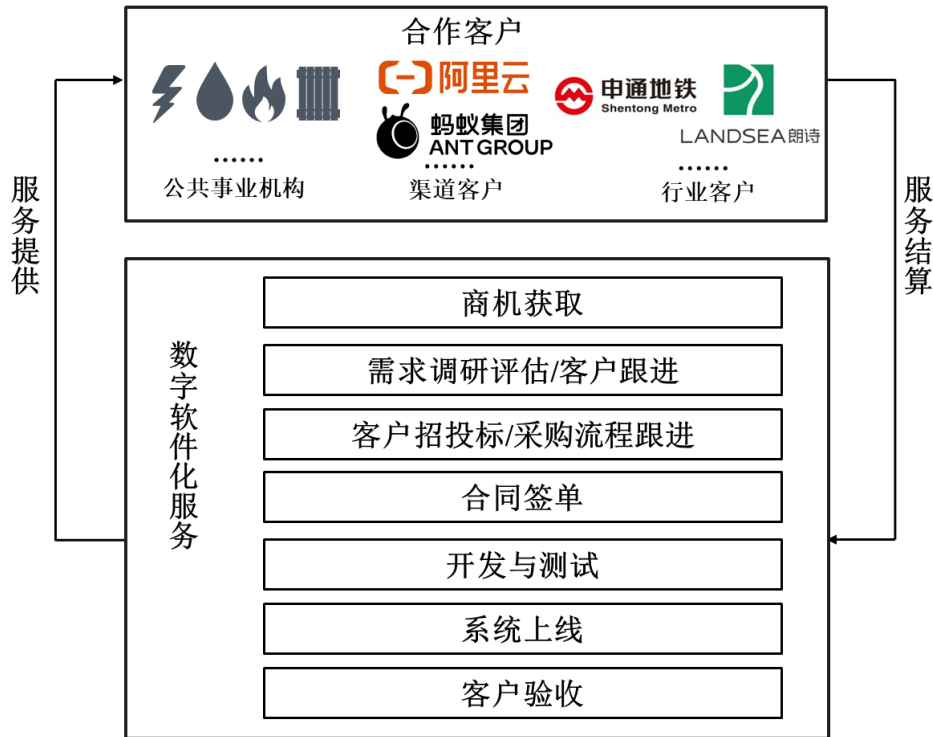 合作客户
阿里云
蚂蚁集团
ANT GROUP
申通地铁
Shentong Metro
LANDSEA朗诗
......
公共事业机构
......
渠道客户
......
行业客户
服务提供
服务结算
数字软件化服务
商机获取
需求调研评估/客户跟进
客户招投标/采购流程跟进
合同签单
开发与测试
系统上线
客户验收